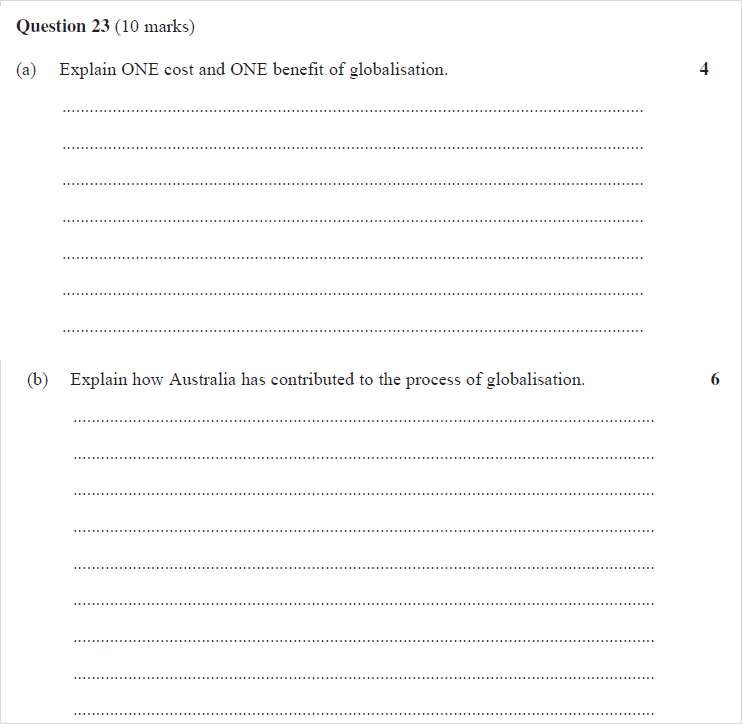 Question 23 (10 marks)
(a) Explain ONE cost and ONE benefit of globalisation. 4
(b) Explain how Australia has contributed to the process of globalisation. 6